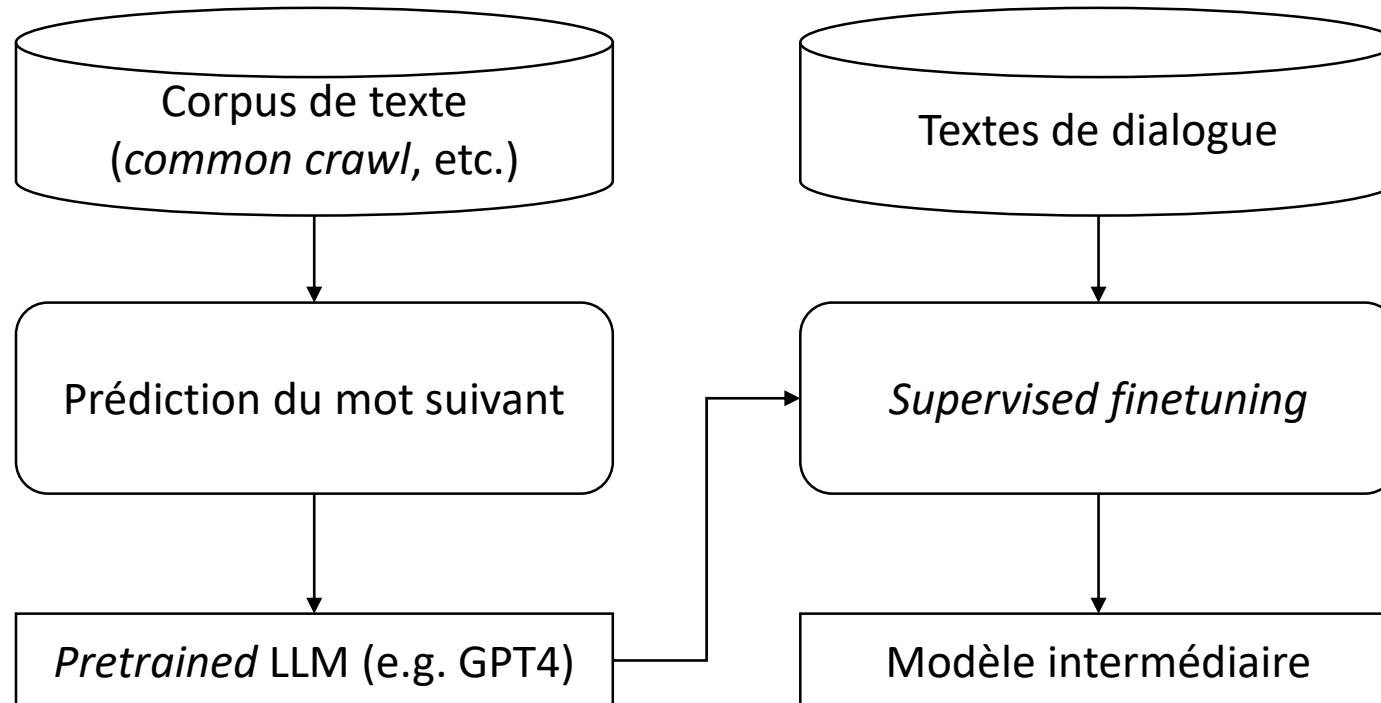 Corpus de texte
(common crawl, etc.)
Prédiction du mot suivant
Pretrained LLM (e.g. GPT4)
Textes de dialogue
Supervised finetuning
Modèle intermédiaire